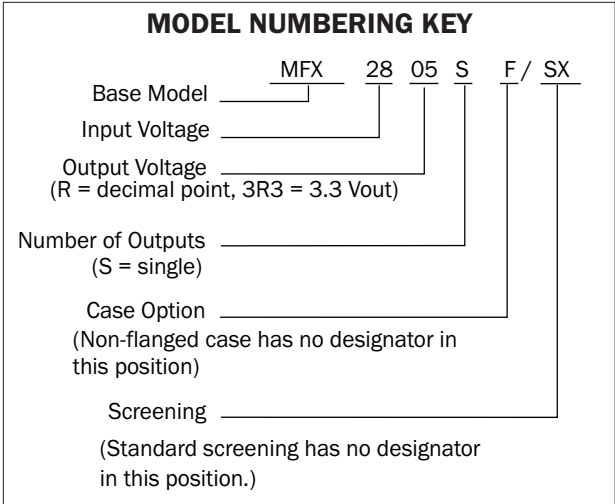 MODEL NUMBERING KEY
MFX 28 05 S F / SX
Base Model
Input Voltage
Output Voltage
(R = decimal point, 3R3 = 3.3 Vout)
Number of Outputs
(S = single)
Case Option
(Non-flanged case has no designator in
this position)
Screening
(Standard screening has no designator
in this position.)